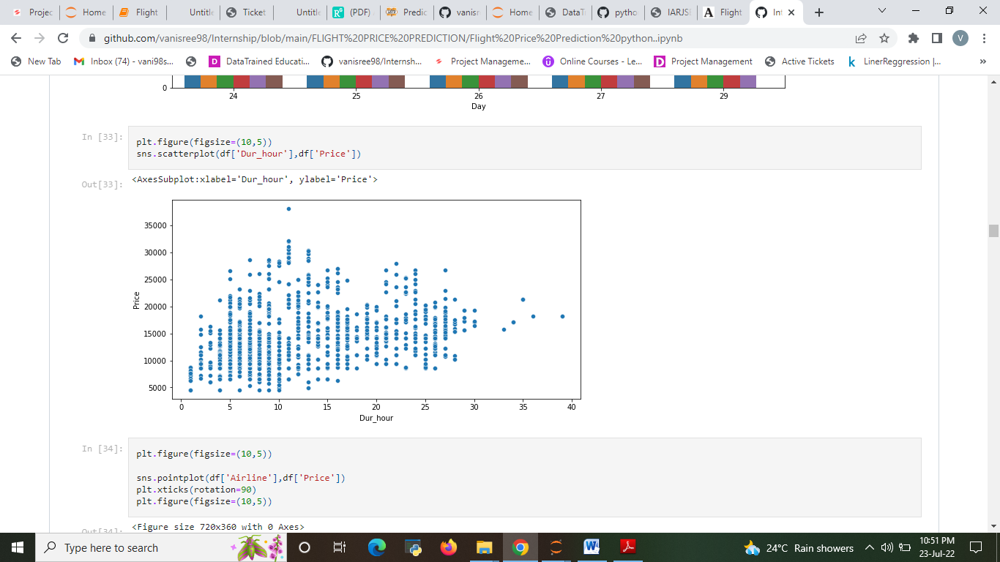 Projec
Home
Flight
Untitle
Ticket
Untitle
(PDF)
Predic
vanisr
Home
DataT
pytho
IARJS
Flight
Int
github.com/vanisree98/Internship/blob/main/FLIGHT%20PRICE%20PREDICTION/Flight%20Price%20Prediction%20python..ipynb
V
New Tab
Inbox (74) - vani98s...
DataTrained Educati...
vanisree98/Internsh...
Project Manageme...
Online Courses - Le...
Project Management
Active Tickets
LinerReggression |...
»
0
24 25 26 27 29
Day
In [33]:
plt.figure(figsize=(10,5))
sns.scatterplot(df['Dur_hour'],df['Price'])
Out[33]:
<AxesSubplot:xlabel='Dur_hour', ylabel='Price'>
35000
30000
25000
20000
15000
10000
5000
Price
0 5 10 15 20 25 30 35 40
Dur_hour
In [34]:
plt.figure(figsize=(10,5))
sns.pointplot(df['Airline'],df['Price'])
plt.xticks(rotation=90)
plt.figure(figsize=(10,5))
Out[34]:
<Figure size 720x360 with 0 Axes>
Type here to search
24°C Rain showers
10:51 PM
23-Jul-22